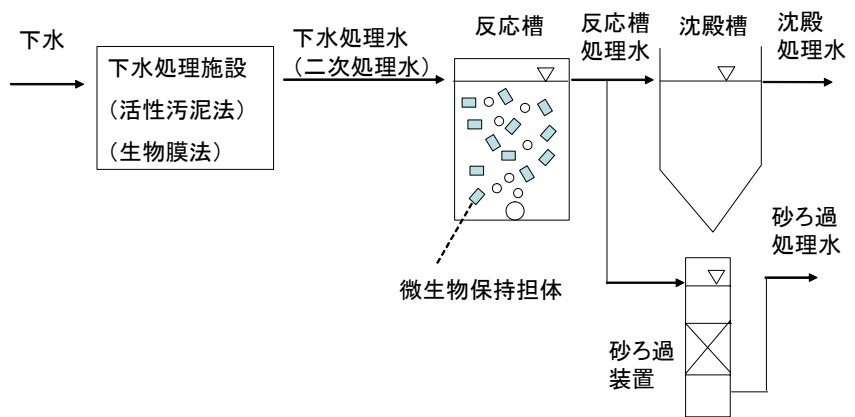 下水
下水処理施設
(活性汚泥法)
(生物膜法)
下水処理水
(二次処理水)
反応槽
反応槽
処理水
沈殿槽
沈殿
処理水
微生物保持担体
砂ろ過
処理水
砂ろ過
装置